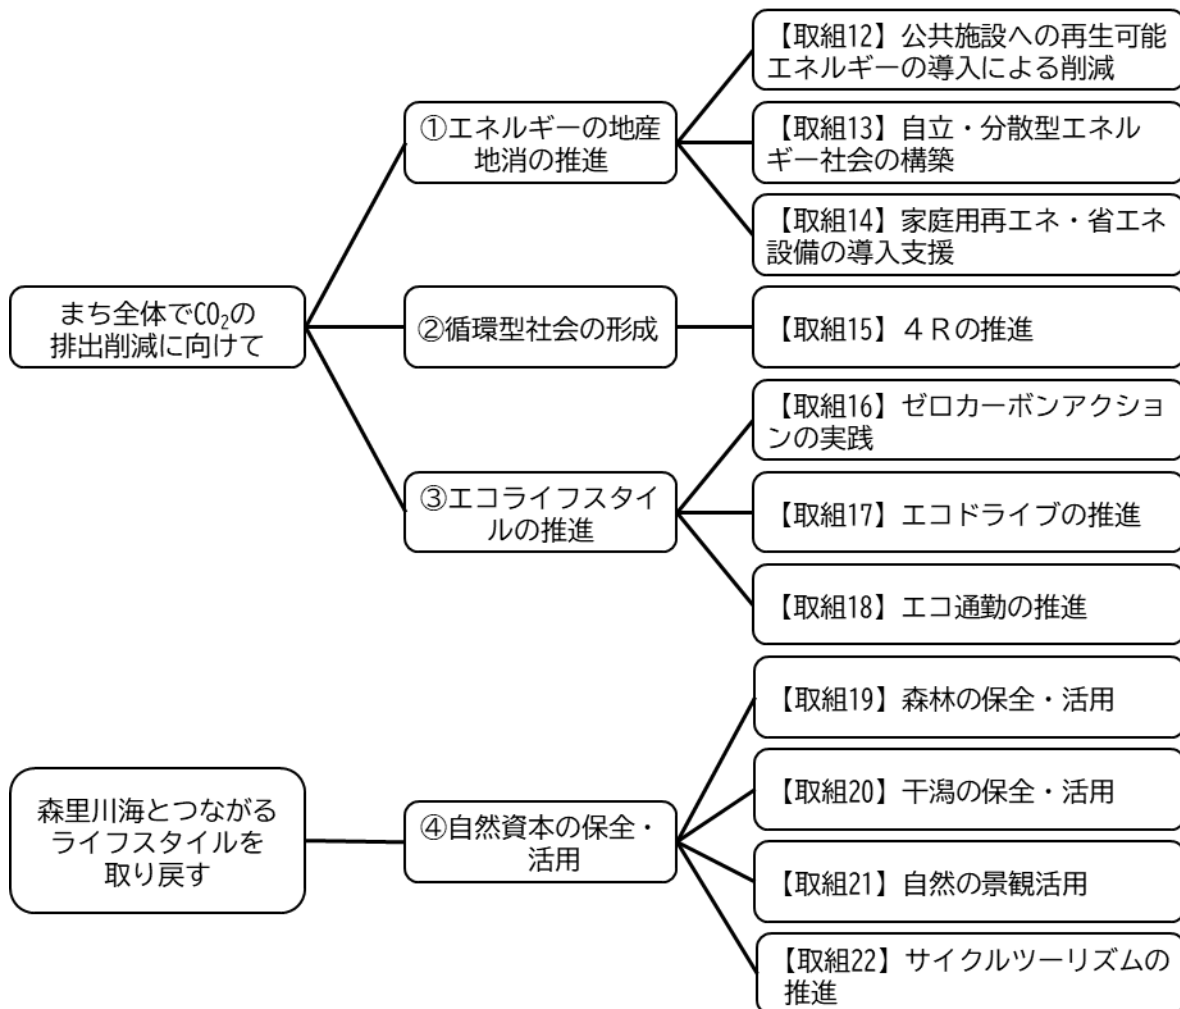 まち全体でCO₂の
排出削減に向けて
①エネルギーの地産
地消の推進
【取組12】公共施設への再生可能
エネルギーの導入による削減
【取組13】自立・分散型エネル
ギー社会の構築
【取組14】家庭用再エネ・省エネ
設備の導入支援
②循環型社会の形成
【取組15】４Ｒの推進
③エコライフスタイ
ルの推進
【取組16】ゼロカーボンアクショ
ンの実践
【取組17】エコドライブの推進
【取組18】エコ通勤の推進
森里川海とつながる
ライフスタイルを
取り戻す
④自然資本の保全・
活用
【取組19】森林の保全・活用
【取組20】干潟の保全・活用
【取組21】自然の景観活用
【取組22】サイクルツーリズムの
推進